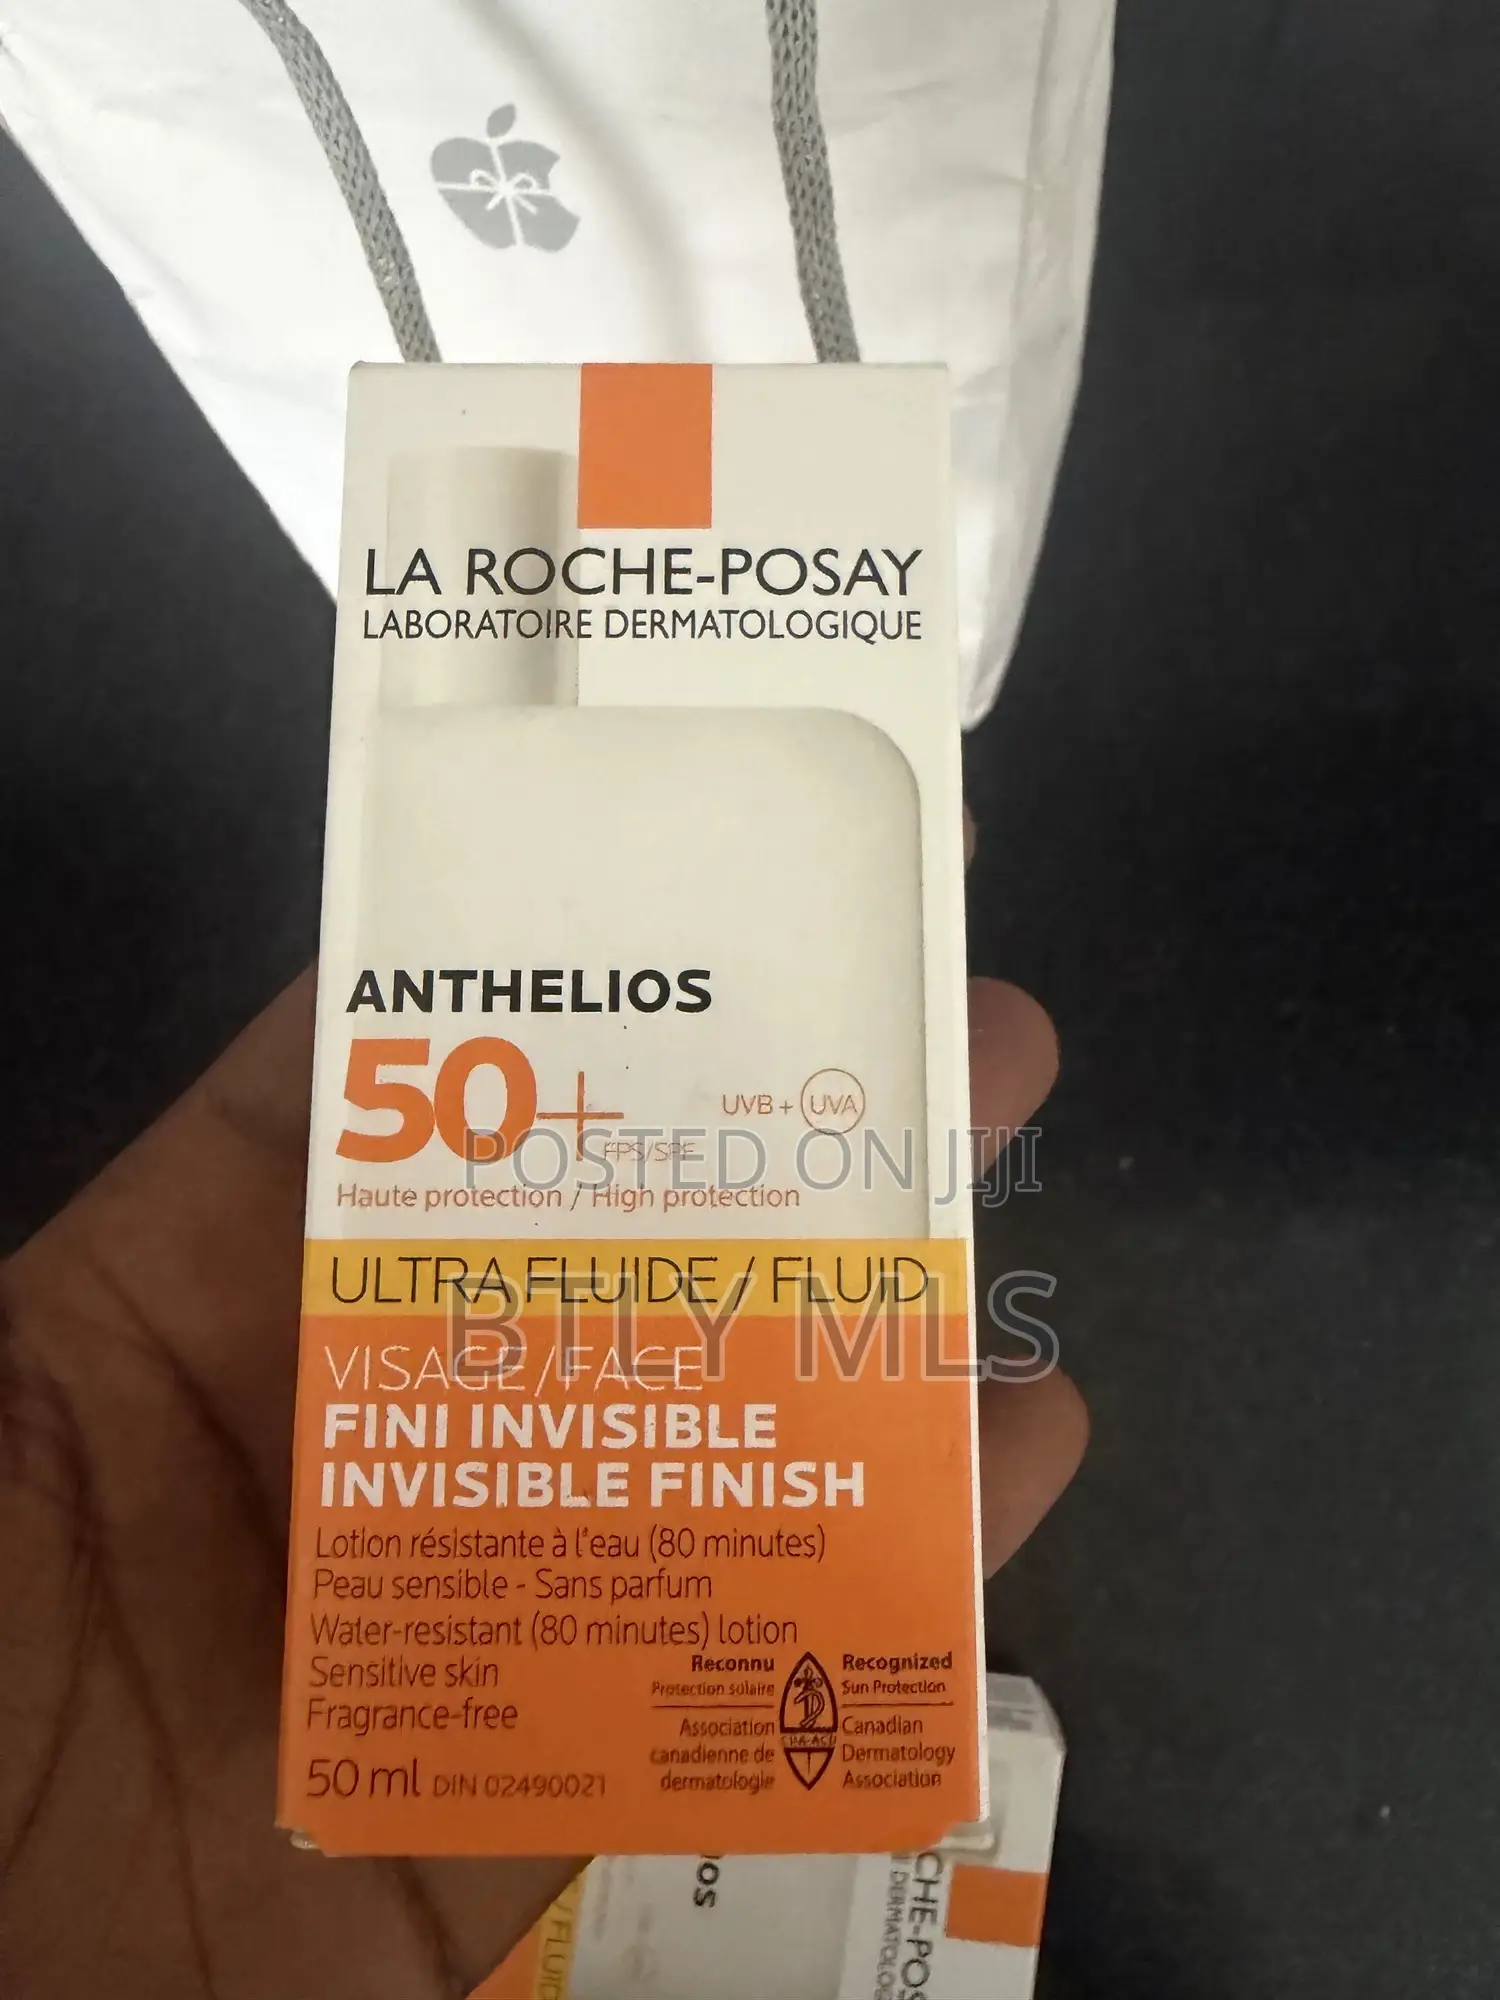 LA ROCHE-POSAY
LABORATOIRE DERMATOLOGIQUE
ANTHELIOS
50+
FPS/SPF
UVB + UVA
Haute protection / High protection
POSTED ON JIJI
ULTRA FLUIDE / FLUID
BTLY MLS
VISAGE/FACE
FINI INVISIBLE
INVISIBLE FINISH
Lotion résistante à l'eau (80 minutes)
Peau sensible - Sans parfum
Water-resistant (80 minutes) lotion
Sensitive skin
Fragrance-free
50 ml DIN 02490021
Reconnu
Protection solaire
Association
canadienne de
dermatologie
Recognized
Sun Protection
Canadian
Dermatology
Association